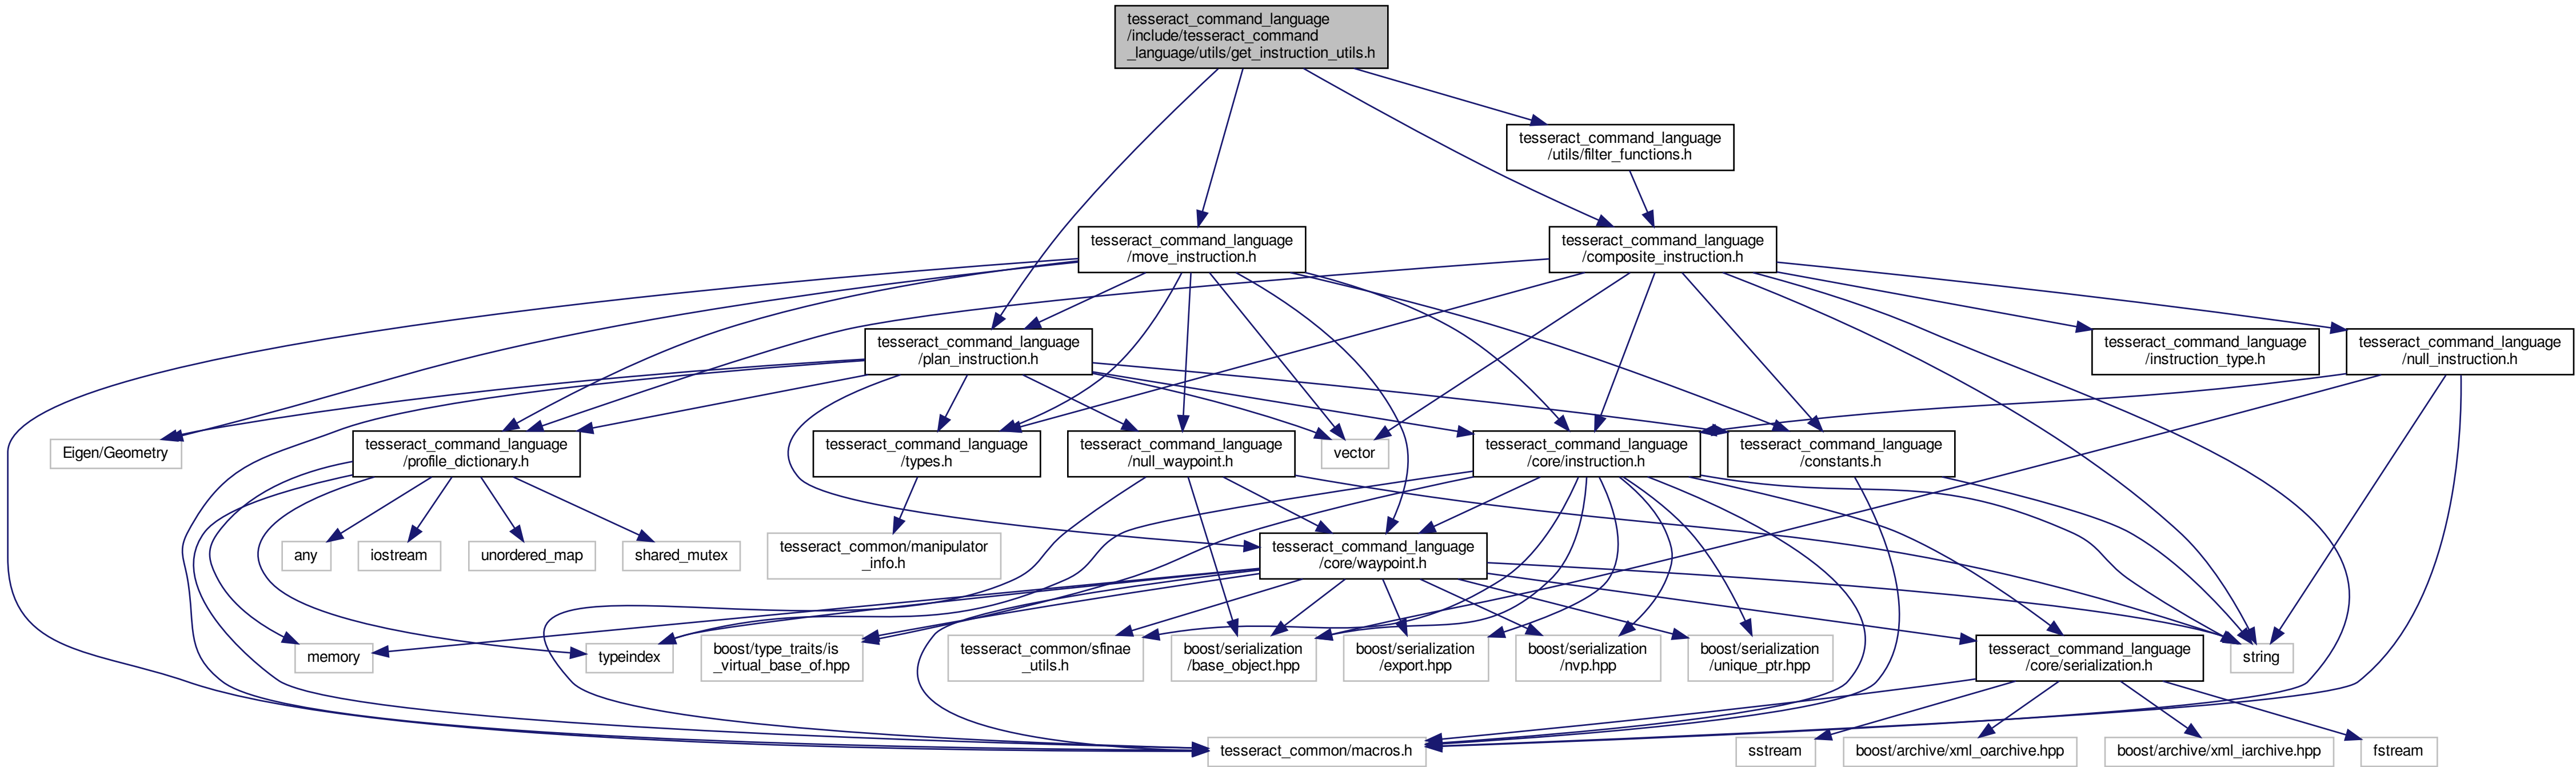 tesseract_command_language
/include/tesseract_command
_language/utils/get_instruction_utils.h
tesseract_command_language
/utils/filter_functions.h
tesseract_command_language
/move_instruction.h
tesseract_command_language
/composite_instruction.h
tesseract_command_language
/plan_instruction.h
tesseract_command_language
/instruction_type.h
tesseract_command_language
/null_instruction.h
Eigen/Geometry
tesseract_command_language
/profile_dictionary.h
tesseract_command_language
/types.h
tesseract_command_language
/null_waypoint.h
vector
tesseract_command_language
/core/instruction.h
tesseract_command_language
/constants.h
any
iostream
unordered_map
shared_mutex
tesseract_common/manipulator
_info.h
tesseract_command_language
/core/waypoint.h
memory
typeindex
boost/type_traits/is
_virtual_base_of.hpp
tesseract_common/sfinae
_utils.h
boost/serialization
/base_object.hpp
boost/serialization
/export.hpp
boost/serialization
/nvp.hpp
boost/serialization
/unique_ptr.hpp
tesseract_command_language
/core/serialization.h
string
tesseract_common/macros.h
sstream
boost/archive/xml_oarchive.hpp
boost/archive/xml_iarchive.hpp
fstream